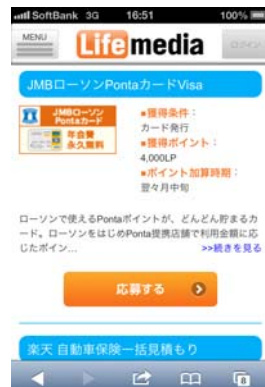 SoftBank 3G 16:51 100%
MENU
Lifemedia
ログイン
JMBローソンPontaカードVisa
JMBローソン
Pontaカード
年会費
永久無料
■獲得条件：
カード発行
■獲得ポイント：
4,000LP
■ポイント加算時期：
翌々月中旬
ローソンで使えるPontaポイントが、どんどん貯まるカ
ード。ローソンをはじめPonta提携店舗で利用金額に応
じたポイン...
>>続きを見る
応募する
楽天 自動車保険一括見積もり
8